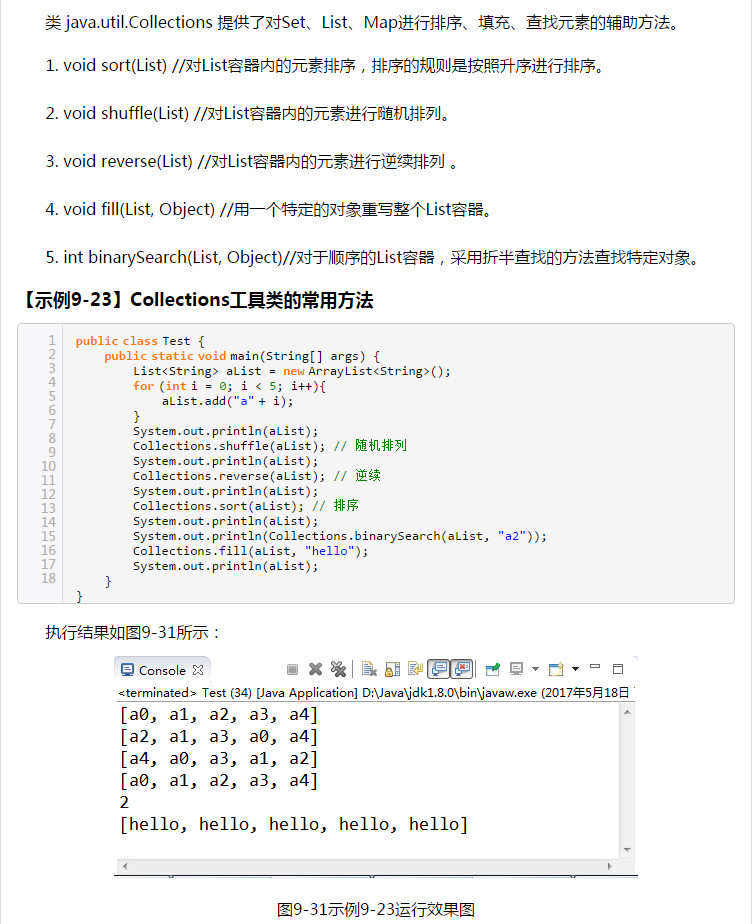 类 java.util.Collections 提供了对Set、List、Map进行排序、填充、查找元素的辅助方法。
1. void sort(List) //对List容器内的元素排序，排序的规则是按照升序进行排序。
2. void shuffle(List) //对List容器内的元素进行随机排列。
3. void reverse(List) //对List容器内的元素进行逆续排列 。
4. void fill(List, Object) //用一个特定的对象重写整个List容器。
5. int binarySearch(List, Object)//对于顺序的List容器，采用折半查找的方法查找特定对象。
【示例9-23】Collections工具类的常用方法
1 public class Test {
2     public static void main(String[] args) {
3         List<String> aList = new ArrayList<String>();
4         for (int i = 0; i < 5; i++){
5             aList.add("a" + i);
6         }
7         System.out.println(aList);
8         Collections.shuffle(aList); // 随机排列
9         System.out.println(aList);
10         Collections.reverse(aList); // 逆续
11         System.out.println(aList);
12         Collections.sort(aList); // 排序
13         System.out.println(aList);
14         System.out.println(Collections.binarySearch(aList, "a2"));
15         Collections.fill(aList, "hello");
16         System.out.println(aList);
17     }
18 }
执行结果如图9-31所示：
Console
<terminated> Test (34) [Java Application] D:\Java\jdk1.8.0\bin\javaw.exe (2017年5月18日
[a0, a1, a2, a3, a4]
[a2, a1, a3, a0, a4]
[a4, a0, a3, a1, a2]
[a0, a1, a2, a3, a4]
2
[hello, hello, hello, hello, hello]
图9-31示例9-23运行效果图